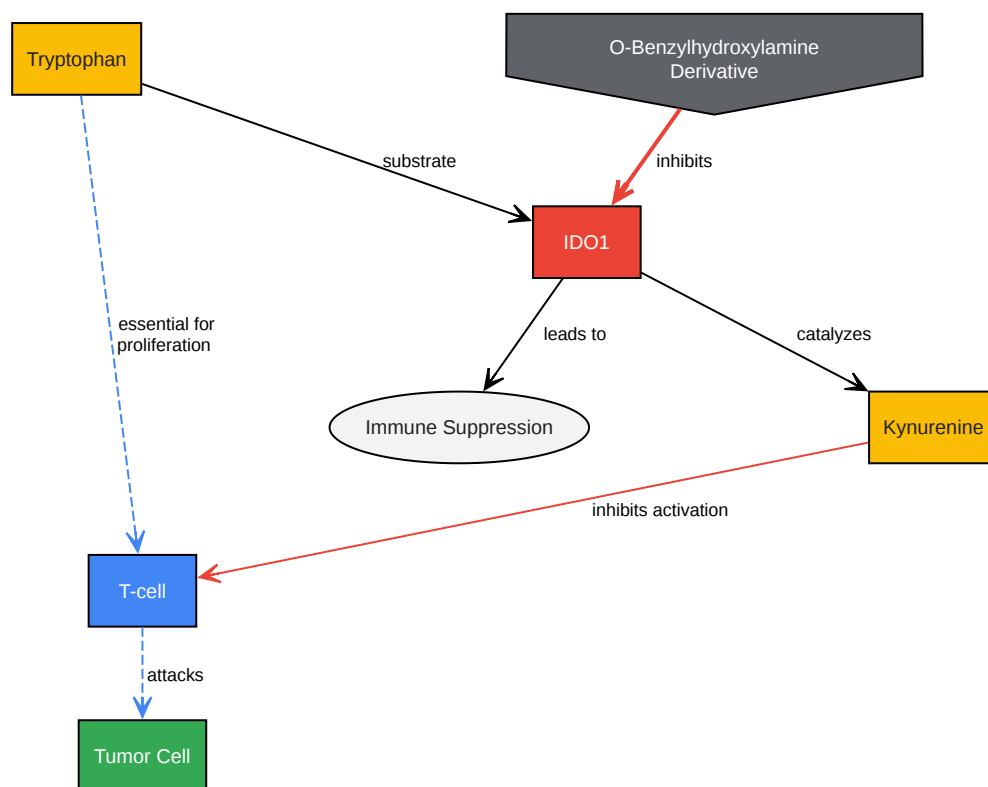 Tryptophan
O-Benzylhydroxylamine
Derivative
substrate
inhibits
IDO1
essential for
proliferation
leads to
catalyzes
Immune Suppression
Kynurenine
inhibits activation
T-cell
attacks
Tumor Cell